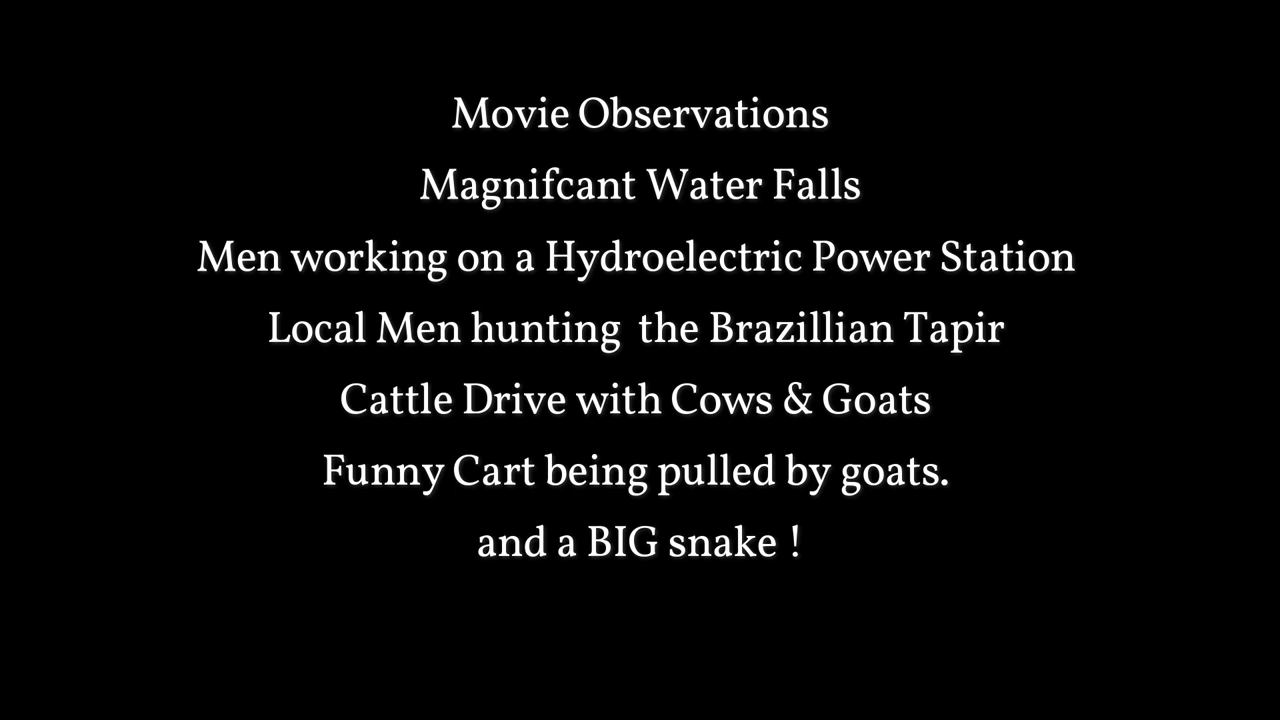 Movie Observations
Magnifcant Water Falls
Men working on a Hydroelectric Power Station
Local Men hunting  the Brazillian Tapir
Cattle Drive with Cows & Goats
Funny Cart being pulled by goats.
and a BIG snake !